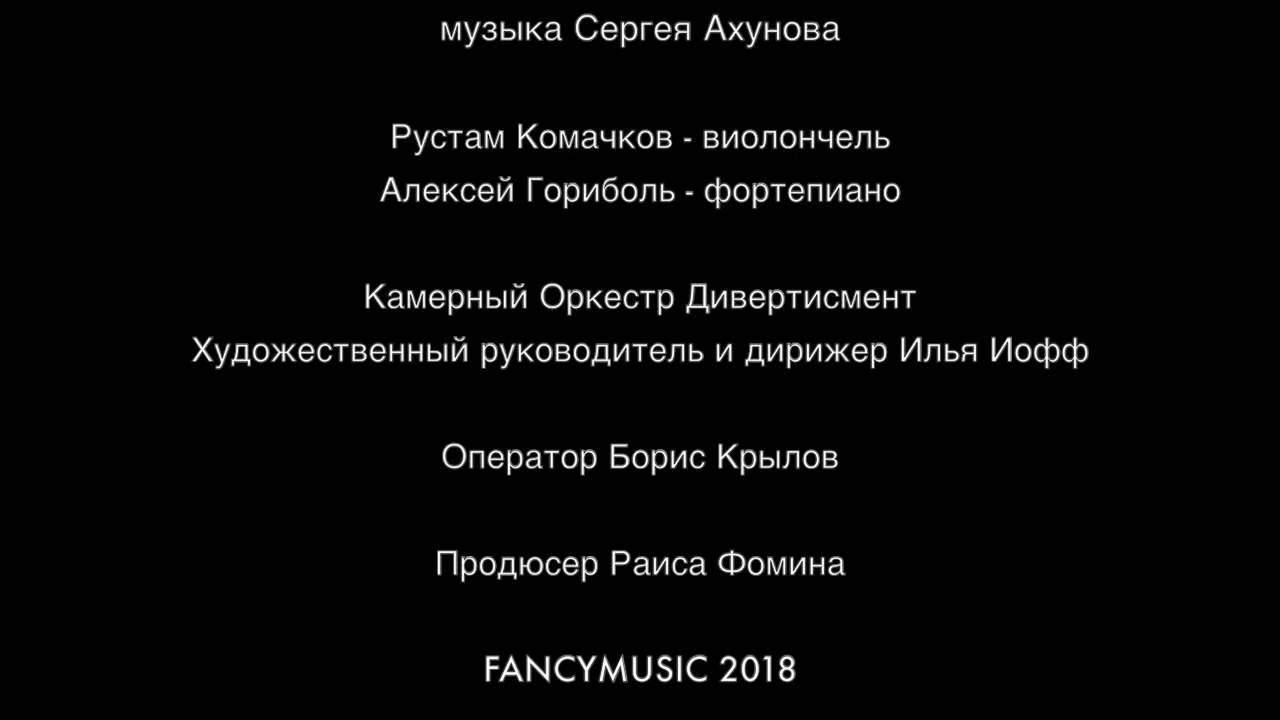 музыка Сергея Ахунова
Рустам Комачков - виолончель
Алексей Гориболь - фортепиано
Камерный Оркестр Дивертисмент
Художественный руководитель и дирижер Илья Иофф
Оператор Борис Крылов
Продюсер Раиса Фомина
FANCYMUSIC 2018